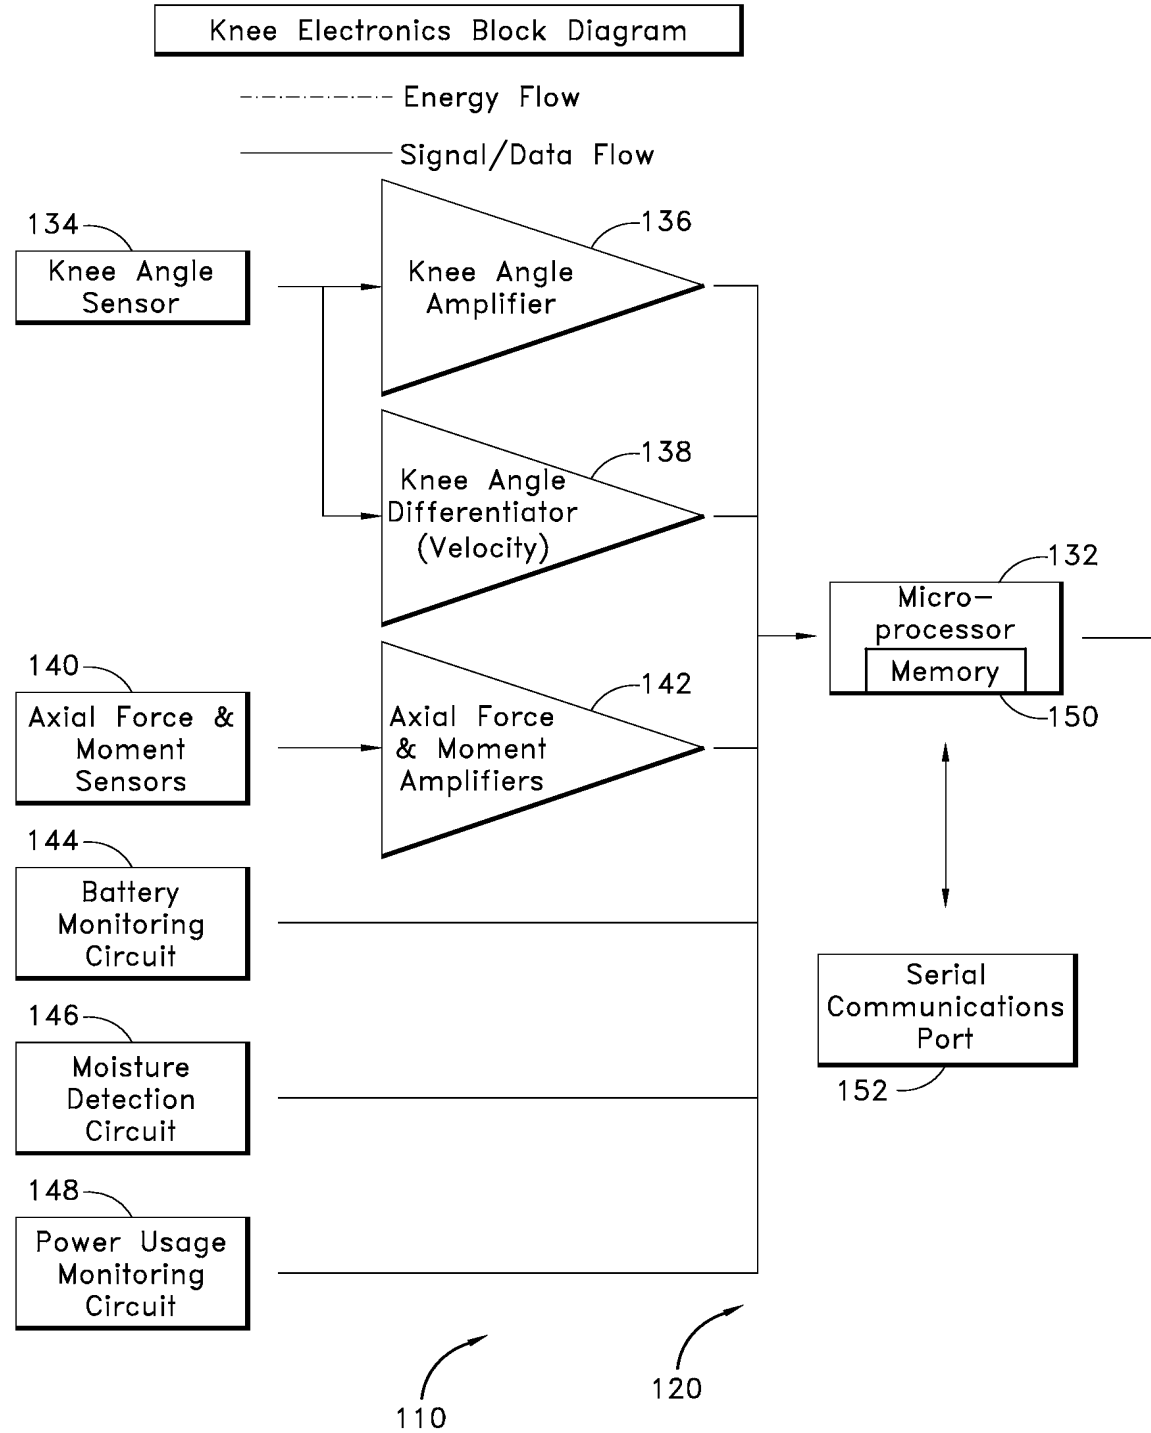 Knee Electronics Block Diagram
Energy Flow
Signal/Data Flow
134
Knee Angle
Sensor
136
Knee Angle
Amplifier
138
Knee Angle
Differentiator
(Velocity)
132
Micro-
processor
Memory
150
140
Axial Force &
Moment
Sensors
142
Axial Force
& Moment
Amplifiers
144
Battery
Monitoring
Circuit
Serial
Communications
Port
152
146
Moisture
Detection
Circuit
148
Power Usage
Monitoring
Circuit
110
120